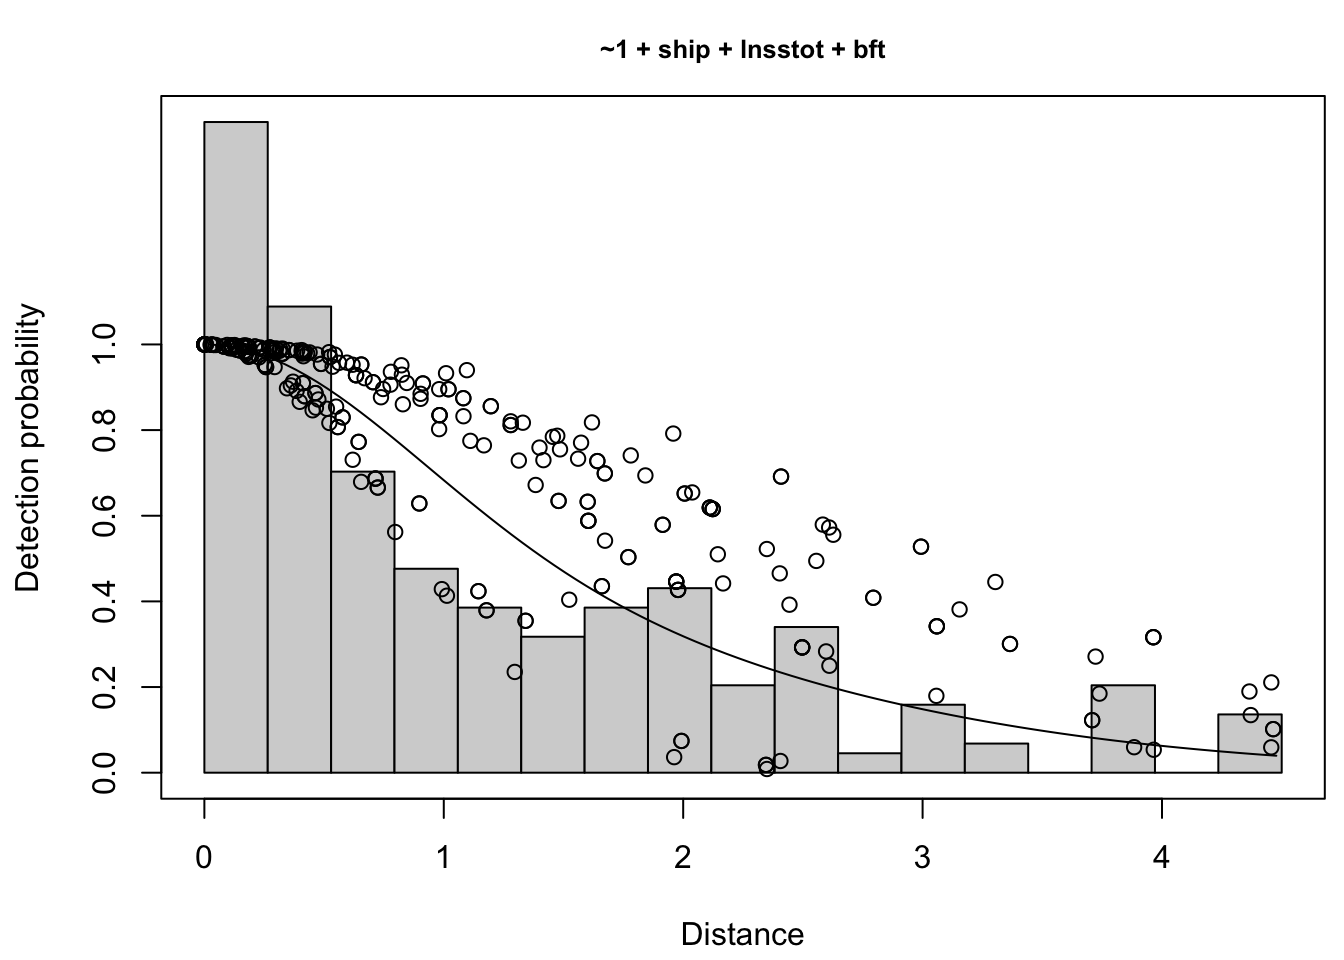 ~1 + ship + lnsstot + bft
Detection probability
1.0
0.8
0.6
0.4
0.2
0.0
0 1 2 3 4
Distance